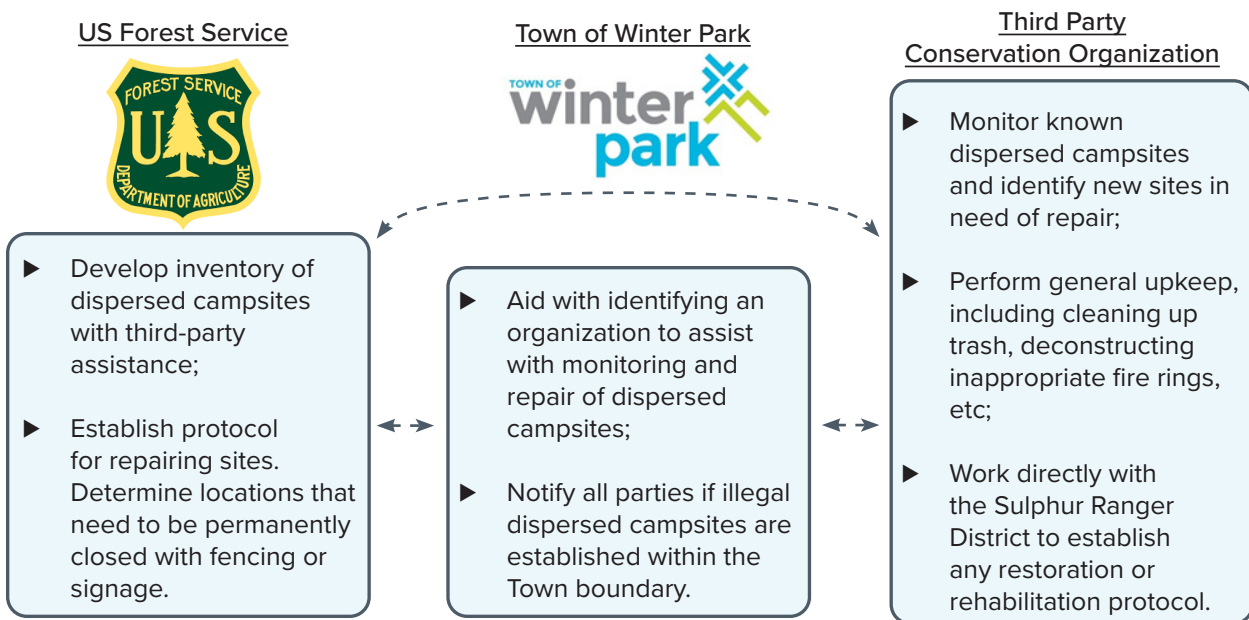 US Forest Service
FOREST SERVICE
U S
DEPARTMENT OF AGRICULTURE
▶ Develop inventory of
dispersed campsites
with third-party
assistance;
▶ Establish protocol
for repairing sites.
Determine locations that
need to be permanently
closed with fencing or
signage.
Town of Winter Park
TOWN OF
winter
park
▶ Aid with identifying an
organization to assist
with monitoring and
repair of dispersed
campsites;
▶ Notify all parties if illegal
dispersed campsites are
established within the
Town boundary.
Third Party
Conservation Organization
▶ Monitor known
dispersed campsites
and identify new sites in
need of repair;
▶ Perform general upkeep,
including cleaning up
trash, deconstructing
inappropriate fire rings,
etc;
▶ Work directly with
the Sulphur Ranger
District to establish
any restoration or
rehabilitation protocol.